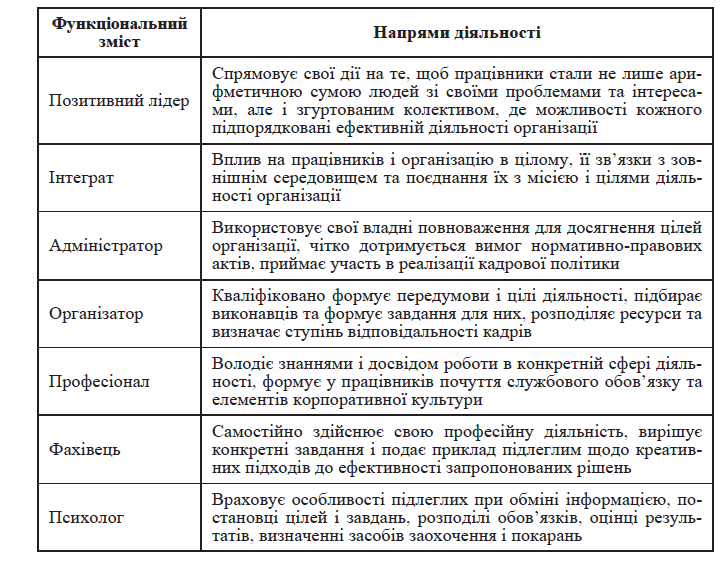 Функціональний
зміст
Напрями діяльності
Позитивний лідер
Спрямовує свої дії на те, щоб працівники стали не лише ари-
фметичною сумою людей зі своїми проблемами та інтереса-
ми, але і згуртованим колективом, де можливості кожного
підпорядковані ефективній діяльності організації
Інтеграт
Вплив на працівників і організацію в цілому, її зв’язки з зов-
нішнім середовищем та поєднання їх з місією і цілями діяль-
ності організації
Адміністратор
Використовує свої владні повноваження для досягнення цілей
організації, чітко дотримується вимог нормативно-правових
актів, приймає участь в реалізації кадрової політики
Організатор
Кваліфіковано формує передумови і цілі діяльності, підбирає
виконавців та формує завдання для них, розподіляє ресурси та
визначає ступінь відповідальності кадрів
Професіонал
Володіє знаннями і досвідом роботи в конкретній сфері діяль-
ності, формує у працівників почуття службового обов’язку та
елементів корпоративної культури
Фахівець
Самостійно здійснює свою професійну діяльність, вирішує
конкретні завдання і подає приклад підлеглим щодо креатив-
них підходів до ефективності запропонованих рішень
Психолог
Враховує особливості підлеглих при обміні інформацією, по-
становці цілей і завдань, розподілі обов’язків, оцінці резуль-
татів, визначенні засобів заохочення і покарань